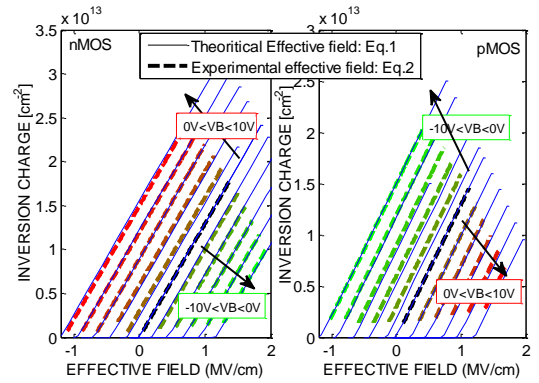 nMOS
pMOS
Theoritical Effective field: Eq.1
Experimental effective field: Eq.2
INVERSION CHARGE [cm-2]
x 10^13
3.5
3
2.5
2
1.5
1
0.5
0
-1 0 1 2
EFFECTIVE FIELD (MV/cm)
0V<VB<10V
-10V<VB<0V
INVERSION CHARGE [cm-2]
x 10^13
3
2.5
2
1.5
1
0.5
0
-1 0 1 2
EFFECTIVE FIELD (MV/cm)
-10V<VB<0V
0V<VB<10V